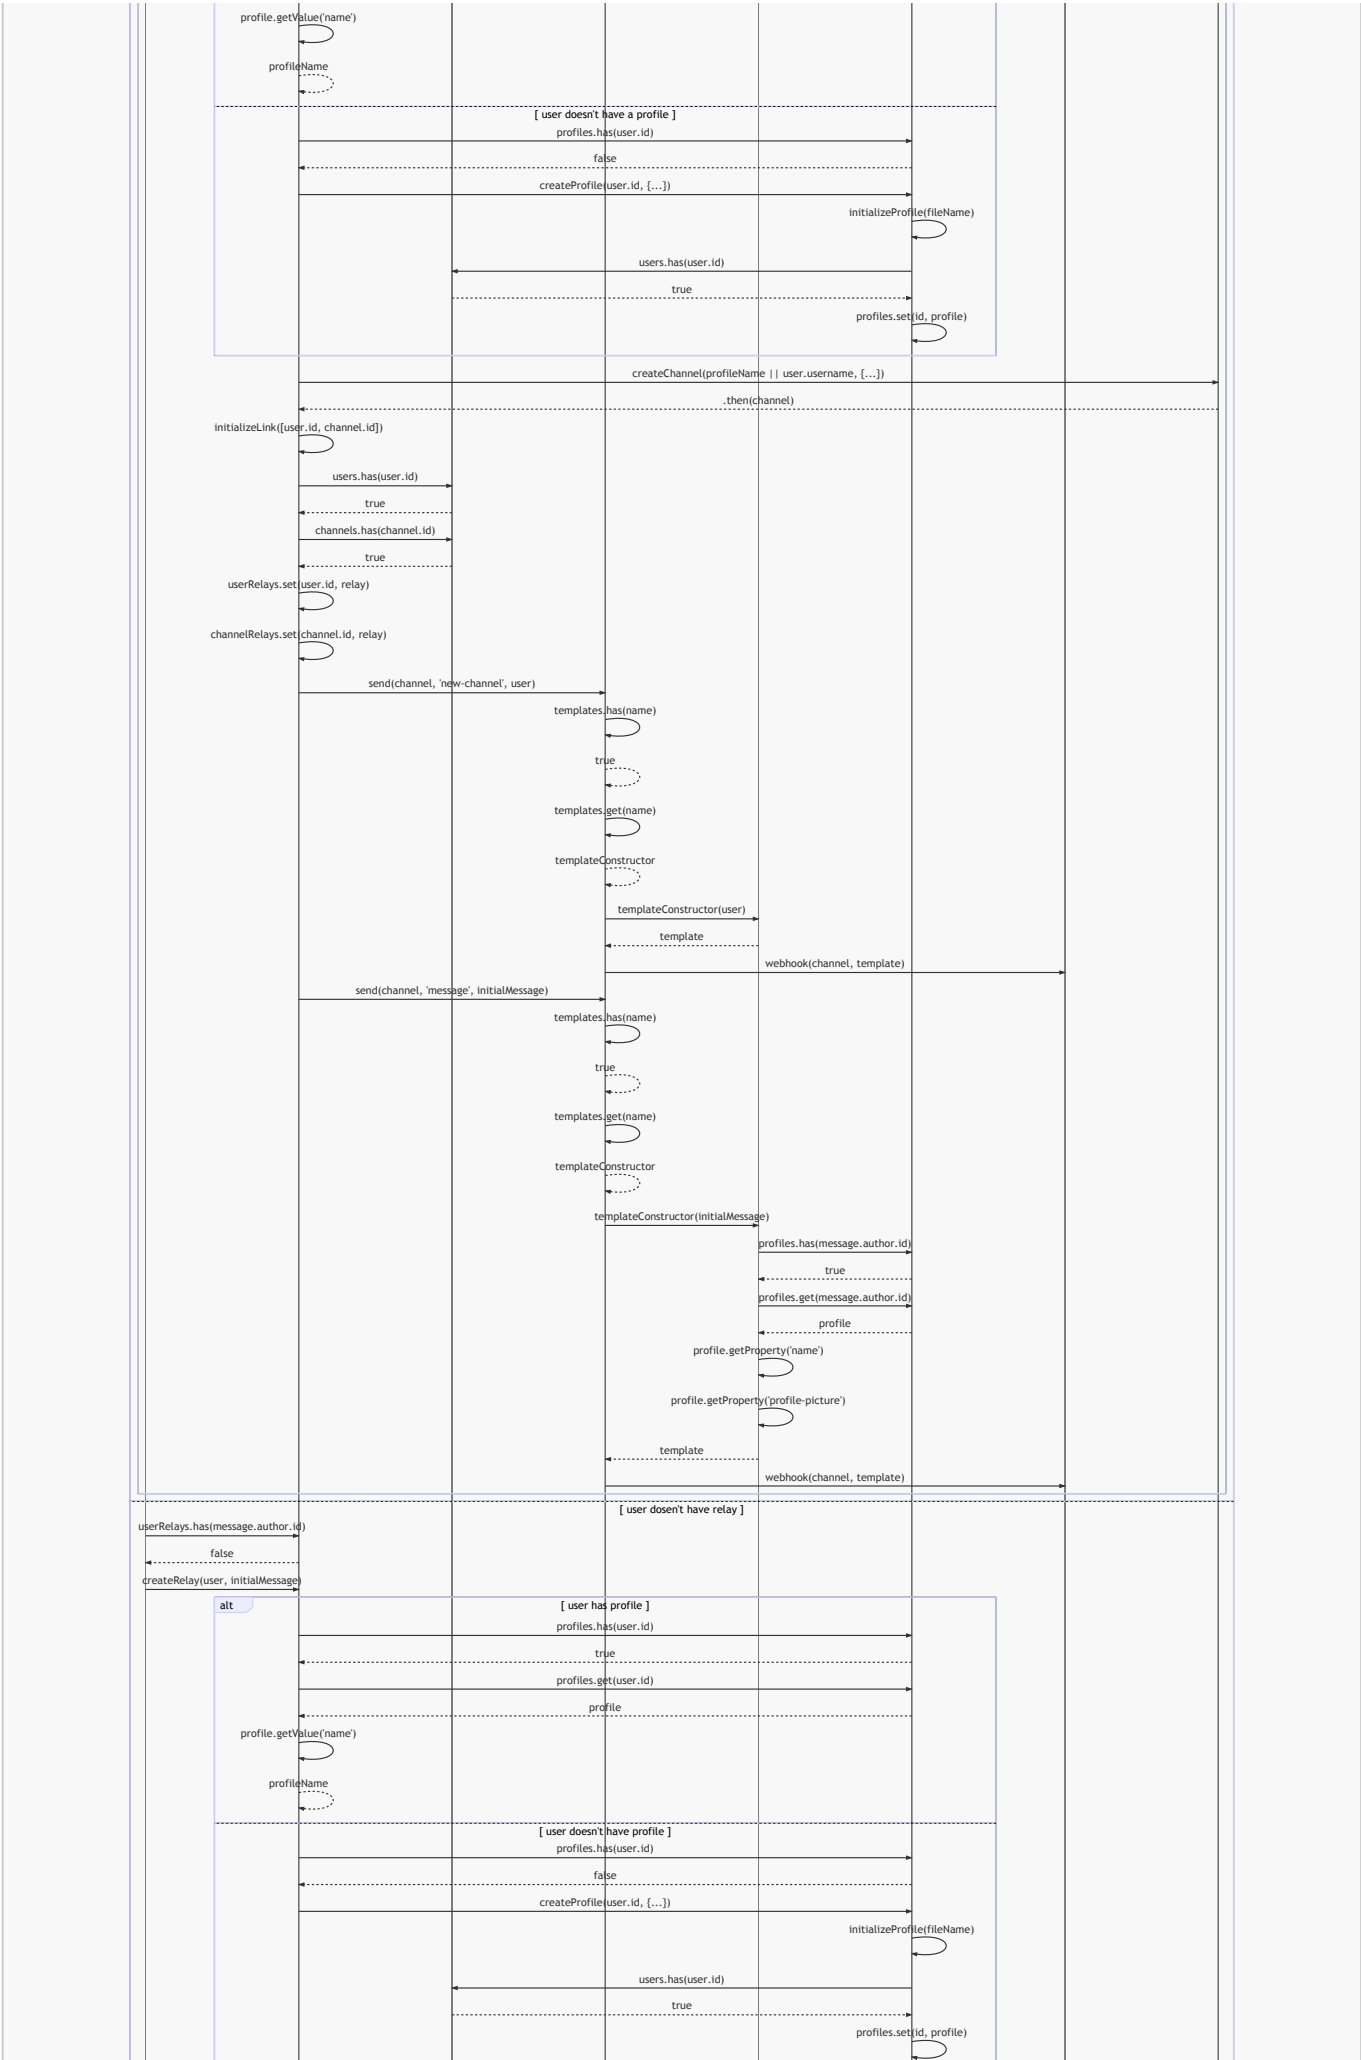 profile.getValue('name')
profileName
[ user doesn't have a profile ]
profiles.has(user.id)
false
createProfile(user.id, {...})
initializeProfile(fileName)
users.has(user.id)
true
profiles.set(id, profile)
createChannel(profileName || user.username, {...})
.then(channel)
initializeLink([user.id, channel.id])
users.has(user.id)
true
channels.has(channel.id)
true
userRelays.set(user.id, relay)
channelRelays.set(channel.id, relay)
send(channel, 'new-channel', user)
templates.has(name)
true
templates.get(name)
templateConstructor
templateConstructor(user)
template
webhook(channel, template)
send(channel, 'message', initialMessage)
templates.has(name)
true
templates.get(name)
templateConstructor
templateConstructor(initialMessage)
profiles.has(message.author.id)
true
profiles.get(message.author.id)
profile
profile.getProperty('name')
profile.getProperty('profile-picture')
template
webhook(channel, template)
[ user dosen't have relay ]
userRelays.has(message.author.id)
false
createRelay(user, initialMessage)
alt
[ user has profile ]
profiles.has(user.id)
true
profiles.get(user.id)
profile
profile.getValue('name')
profileName
[ user doesn't have profile ]
profiles.has(user.id)
false
createProfile(user.id, {...})
initializeProfile(fileName)
users.has(user.id)
true
profiles.set(id, profile)